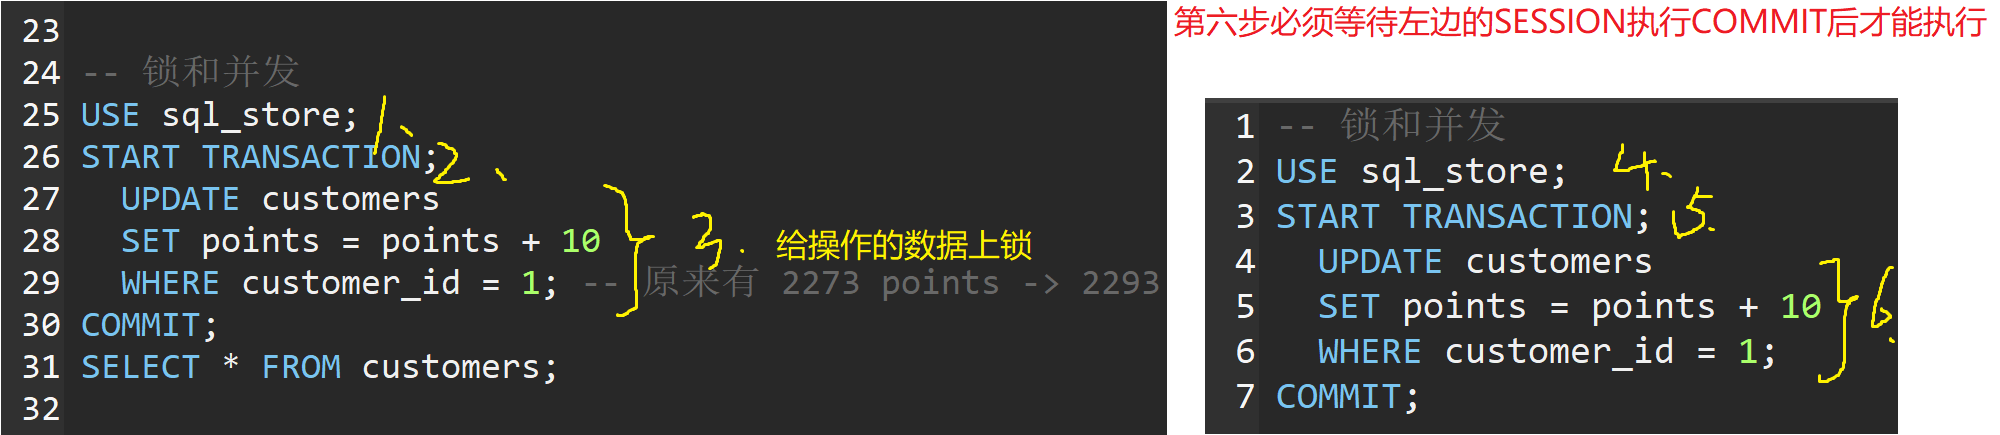 23
24 -- 锁和并发
25 USE sql_store; 1、
26 START TRANSACTION; 2、
27 UPDATE customers
28 SET points = points + 10 3. 给操作的数据上锁
29 WHERE customer_id = 1; -- 原来有 2273 points -> 2293
30 COMMIT;
31 SELECT * FROM customers;
32
第六步必须等待左边的SESSION执行COMMIT后才能执行
1 -- 锁和并发
2 USE sql_store; 4、
3 START TRANSACTION; 5.
4 UPDATE customers
5 SET points = points + 10 6.
6 WHERE customer_id = 1;
7 COMMIT;